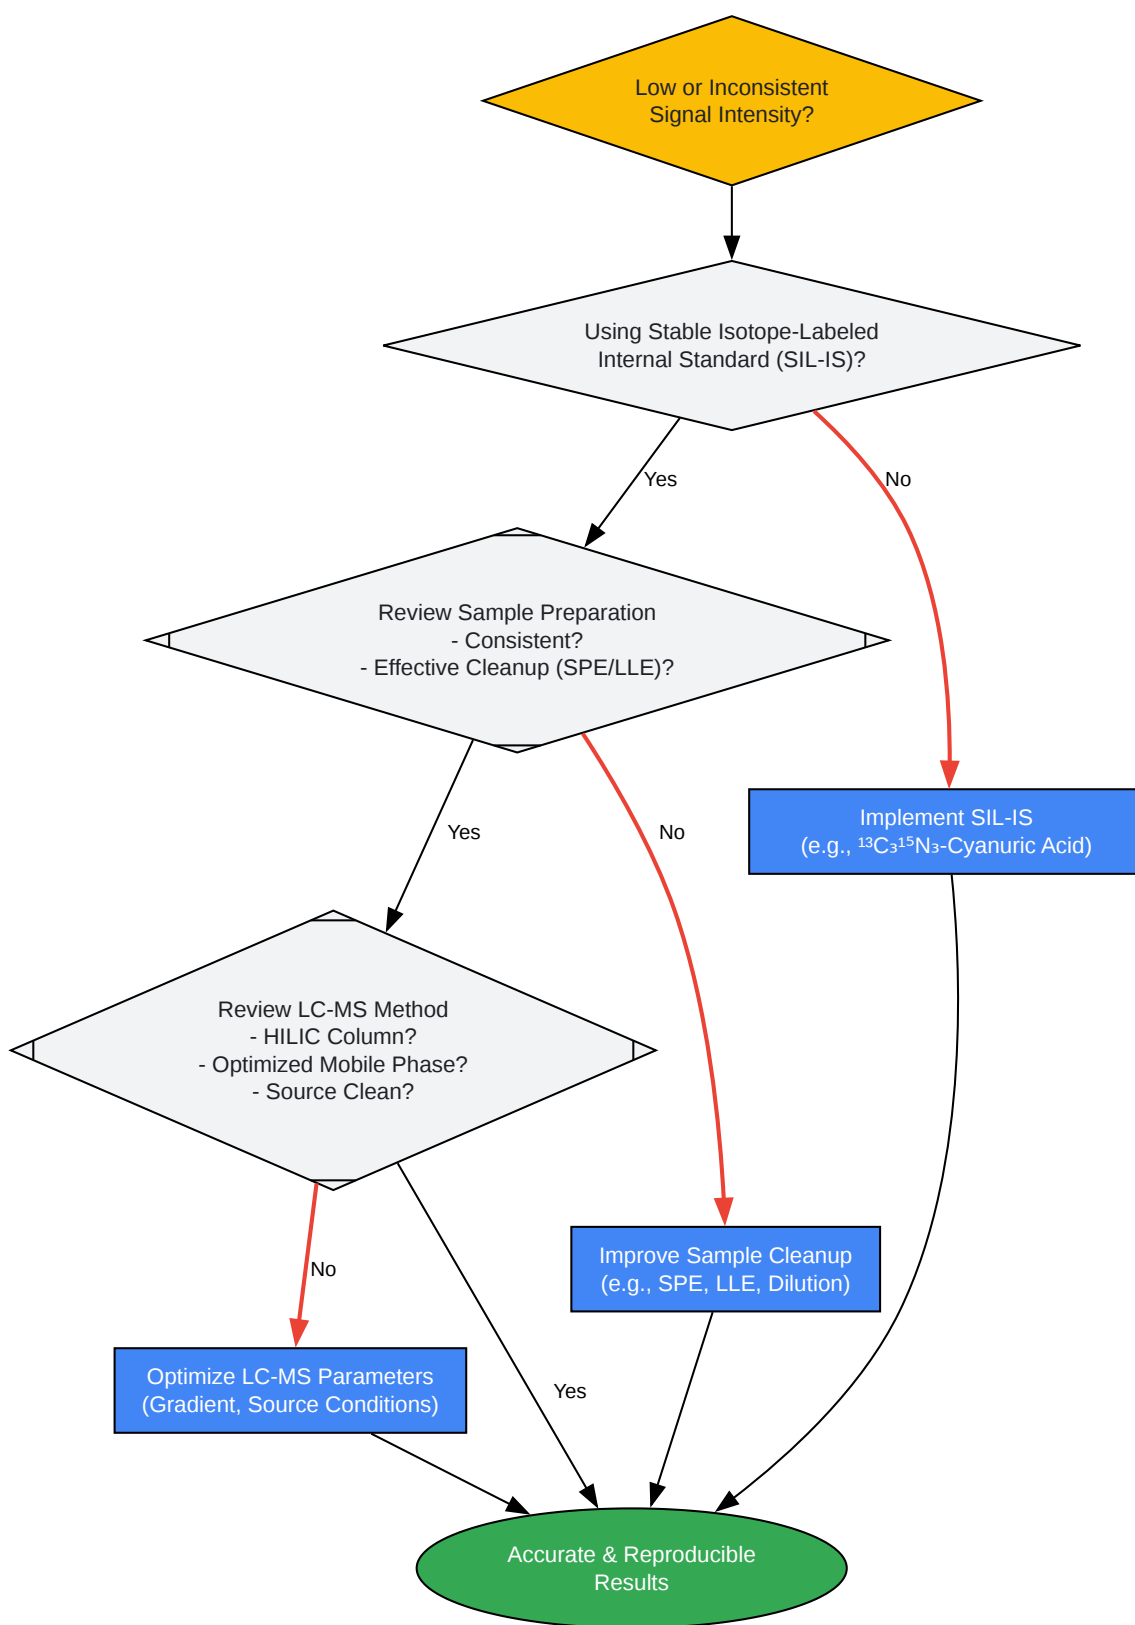 Low or Inconsistent
Signal Intensity?
Using Stable Isotope-Labeled
Internal Standard (SIL-IS)?
Yes
No
Review Sample Preparation
- Consistent?
- Effective Cleanup (SPE/LLE)?
Implement SIL-IS
(e.g., ¹³C₃¹⁵N₃-Cyanuric Acid)
Yes
No
Review LC-MS Method
- HILIC Column?
- Optimized Mobile Phase?
- Source Clean?
Improve Sample Cleanup
(e.g., SPE, LLE, Dilution)
No
Optimize LC-MS Parameters
(Gradient, Source Conditions)
Yes
Accurate & Reproducible
Results